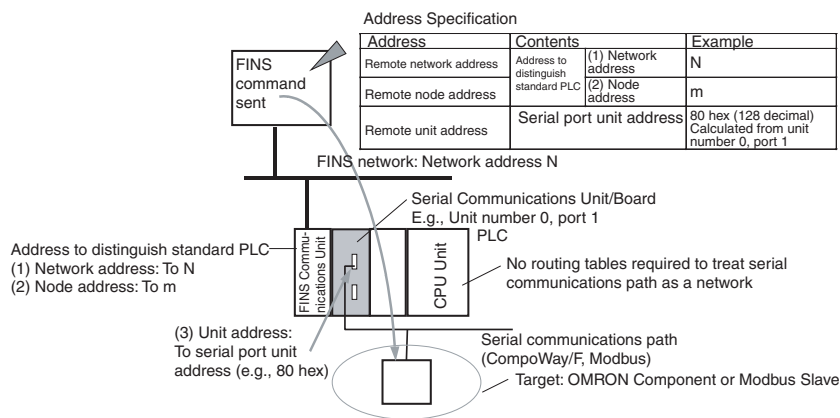 Address Specification
Address Contents Example
Remote network address Address to distinguish standard PLC (1) Network address N
Remote node address (2) Node address m
Remote unit address Serial port unit address 80 hex (128 decimal) Calculated from unit number 0, port 1
FINS
command
sent
FINS network: Network address N
Serial Communications Unit/Board
E.g., Unit number 0, port 1
PLC
Address to distinguish standard PLC
(1) Network address: To N
(2) Node address: To m
FINS Commu-
nications Unit
CPU Unit
No routing tables required to treat serial
communications path as a network
(3) Unit address:
To serial port unit
address (e.g., 80 hex)
Serial communications path
(CompoWay/F, Modbus)
Target: OMRON Component or Modbus Slave